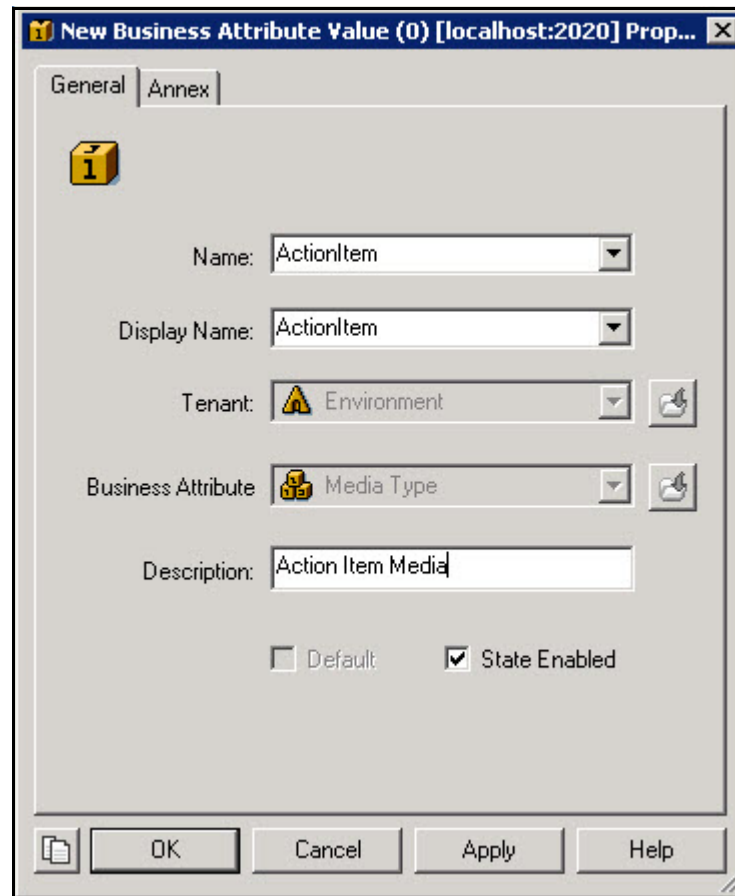 New Business Attribute Value (0) [localhost:2020] Prop...
General Annex
1
Name: ActionItem
Display Name: ActionItem
Tenant: Environment
Business Attribute Media Type
Description: Action Item Media
Default State Enabled
OK Cancel Apply Help